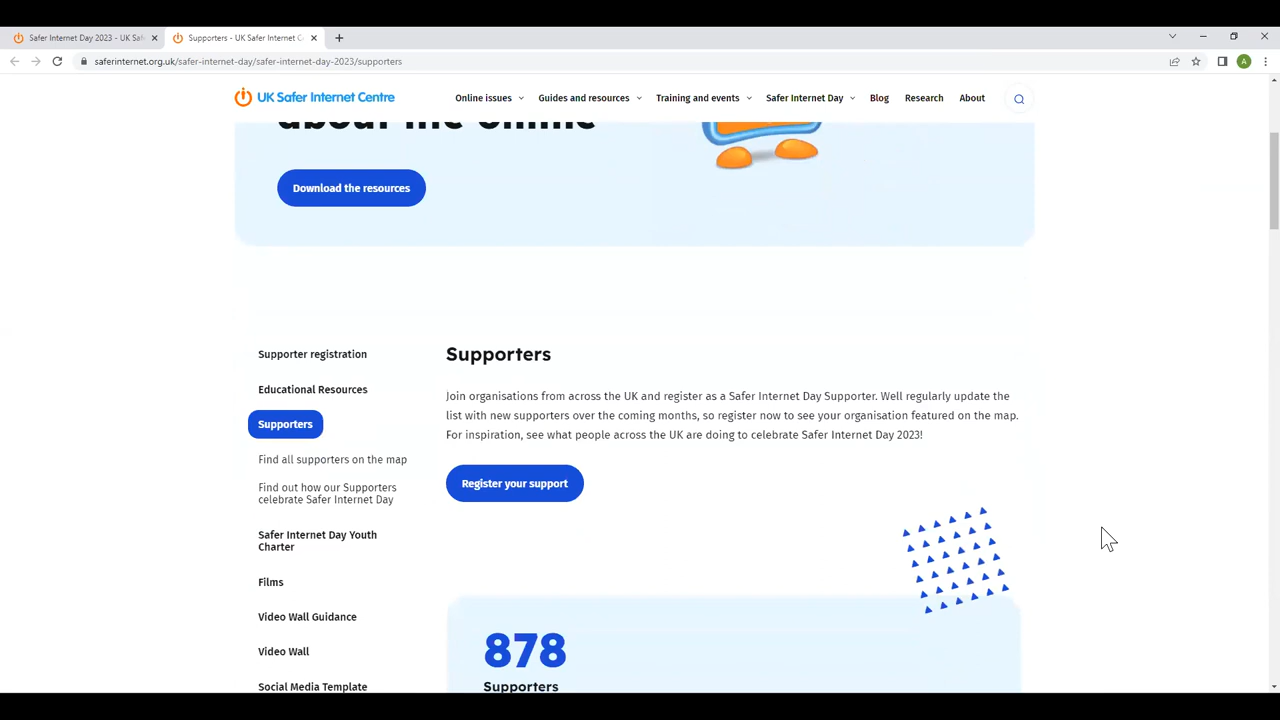 Safer Internet Day 2023 - UK Saf
Supporters - UK Safer Internet C
saferinternet.org.uk/safer-internet-day/safer-internet-day-2023/supporters
A
UK Safer Internet Centre
Online issues
Guides and resources
Training and events
Safer Internet Day
Blog
Research
About
about life online
Download the resources
Supporter registration
Educational Resources
Supporters
Find all supporters on the map
Find out how our Supporters
celebrate Safer Internet Day
Safer Internet Day Youth
Charter
Films
Video Wall Guidance
Video Wall
Social Media Template
Supporters
Join organisations from across the UK and register as a Safer Internet Day Supporter. Well regularly update the
list with new supporters over the coming months, so register now to see your organisation featured on the map.
For inspiration, see what people across the UK are doing to celebrate Safer Internet Day 2023!
Register your support
878
Supporters